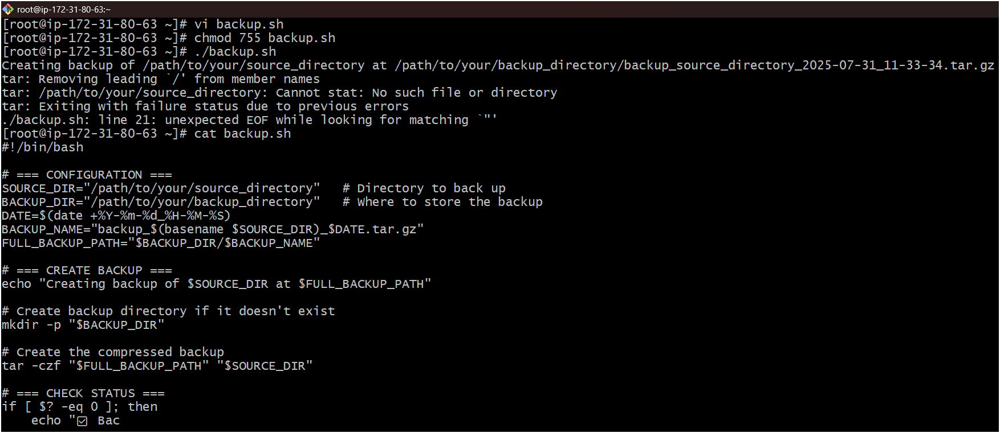 root@ip-172-31-80-63:~
[root@ip-172-31-80-63 ~]# vi backup.sh
[root@ip-172-31-80-63 ~]# chmod 755 backup.sh
[root@ip-172-31-80-63 ~]# ./backup.sh
Creating backup of /path/to/your/source_directory at /path/to/your/backup_directory/backup_source_directory_2025-07-31_11-33-34.tar.gz
tar: Removing leading `/' from member names
tar: /path/to/your/source_directory: Cannot stat: No such file or directory
tar: Exiting with failure status due to previous errors
./backup.sh: line 21: unexpected EOF while looking for matching `"'
[root@ip-172-31-80-63 ~]# cat backup.sh
#!/bin/bash

# === CONFIGURATION ===
SOURCE_DIR="/path/to/your/source_directory"   # Directory to back up
BACKUP_DIR="/path/to/your/backup_directory"   # Where to store the backup
DATE=$(date +%Y-%m-%d_%H-%M-%S)
BACKUP_NAME="backup_$(basename $SOURCE_DIR)_$DATE.tar.gz"
FULL_BACKUP_PATH="$BACKUP_DIR/$BACKUP_NAME"

# === CREATE BACKUP ===
echo "Creating backup of $SOURCE_DIR at $FULL_BACKUP_PATH"

# Create backup directory if it doesn't exist
mkdir -p "$BACKUP_DIR"

# Create the compressed backup
tar -czf "$FULL_BACKUP_PATH" "$SOURCE_DIR"

# === CHECK STATUS ===
if [ $? -eq 0 ]; then
    echo "☑ Bac